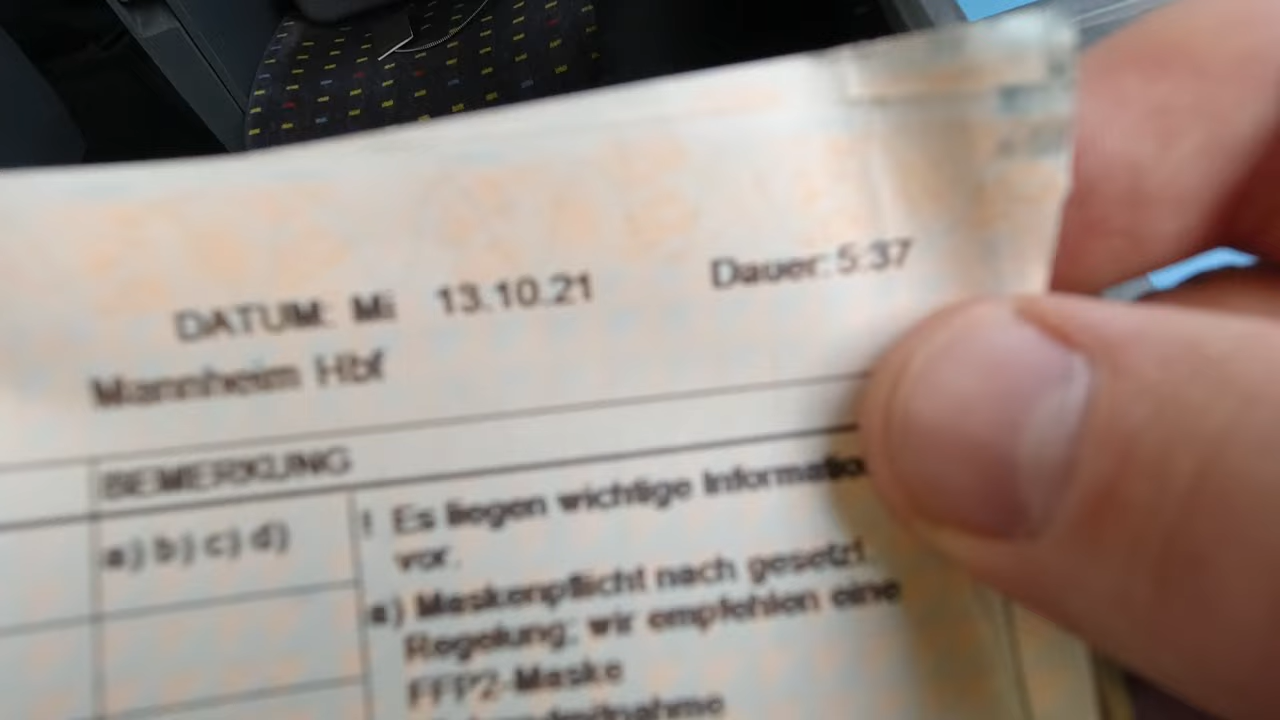 DATUM: Mi 13.10.21 Dauer: 5:37
Mannheim Hbf
BEMERKUNG
a) b) c) d)
! Es liegen wichtige
vor.
a) Maskenpflicht nach gesetzl.
Regelung; wir empfehlen eine
FFP2-Maske